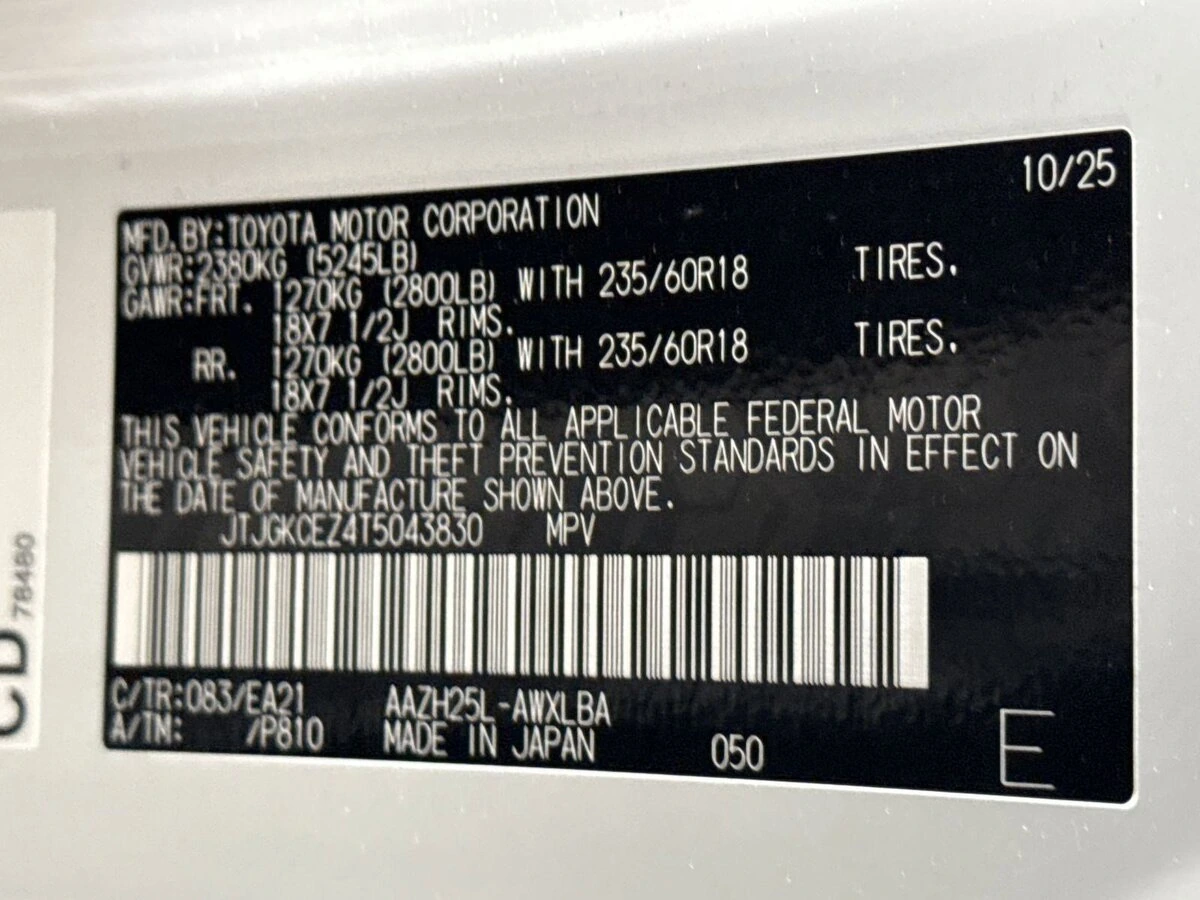 10/25
MFD.BY:TOYOTA MOTOR CORPORATION
GVWR:2380KG (5245LB)
GAWR:FRT. 1270KG (2800LB) WITH 235/60R18 TIRES.
18X7 1/2J RIMS.
RR. 1270KG (2800LB) WITH 235/60R18 TIRES.
18X7 1/2J RIMS.
THIS VEHICLE CONFORMS TO ALL APPLICABLE FEDERAL MOTOR
VEHICLE SAFETY AND THEFT PREVENTION STANDARDS IN EFFECT ON
THE DATE OF MANUFACTURE SHOWN ABOVE.
JTJGKCEZ4T5043830 MPV
C/TR:083/EA21 AAZH25L-AWXLBA
A/TM: /P810 MADE IN JAPAN 050 E
78480